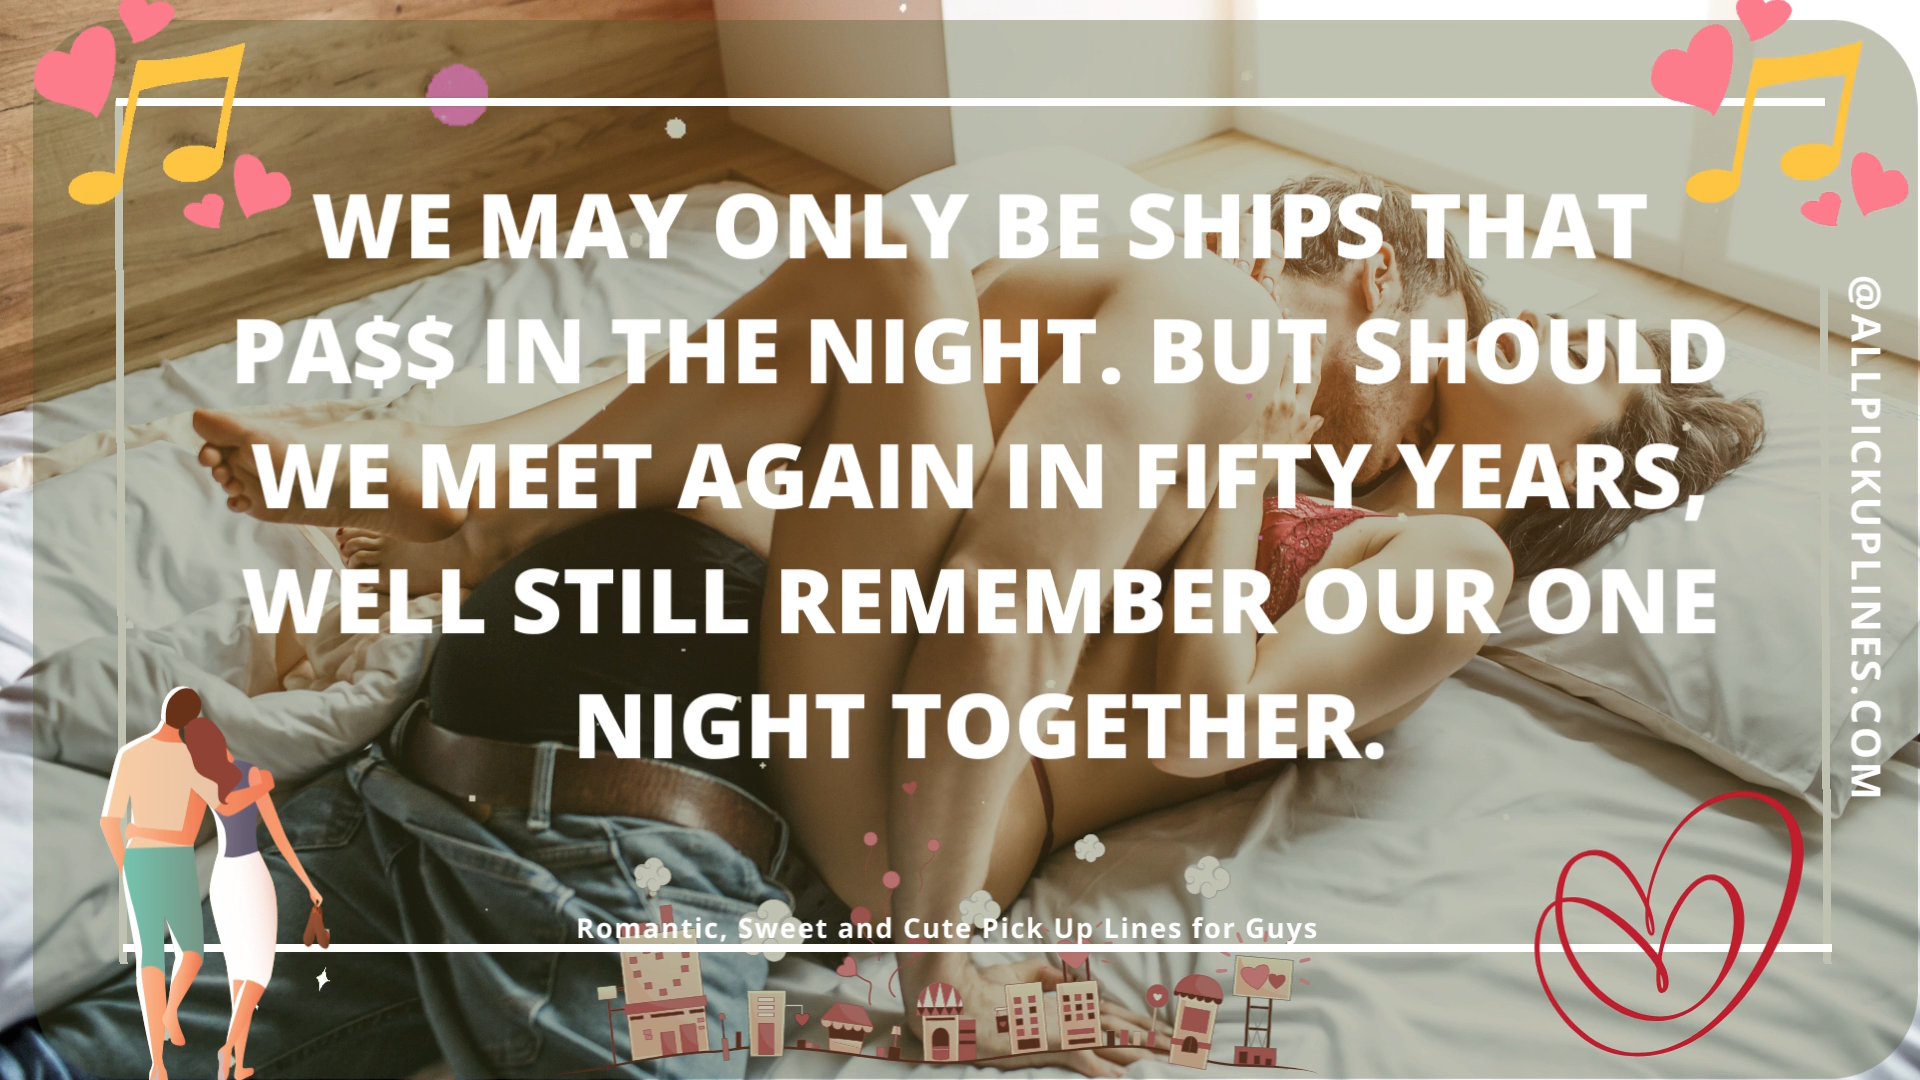 WE MAY ONLY BE SHIPS THAT
PA$$ IN THE NIGHT. BUT SHOULD
WE MEET AGAIN IN FIFTY YEARS,
WELL STILL REMEMBER OUR ONE
NIGHT TOGETHER.
Romantic, Sweet and Cute Pick Up Lines for Guys
@ALLPICKUPLINES.COM